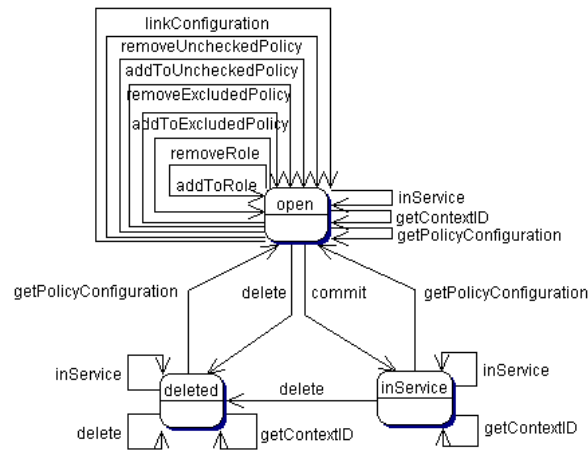 linkConfiguration
removeUncheckedPolicy
addToUncheckedPolicy
removeExcludedPolicy
addToExcludedPolicy
removeRole
addToRole
open
inService
getContextID
getPolicyConfiguration
getPolicyConfiguration
delete
commit
getPolicyConfiguration
inService
deleted
delete
inService
inService
delete
getContextID
getContextID